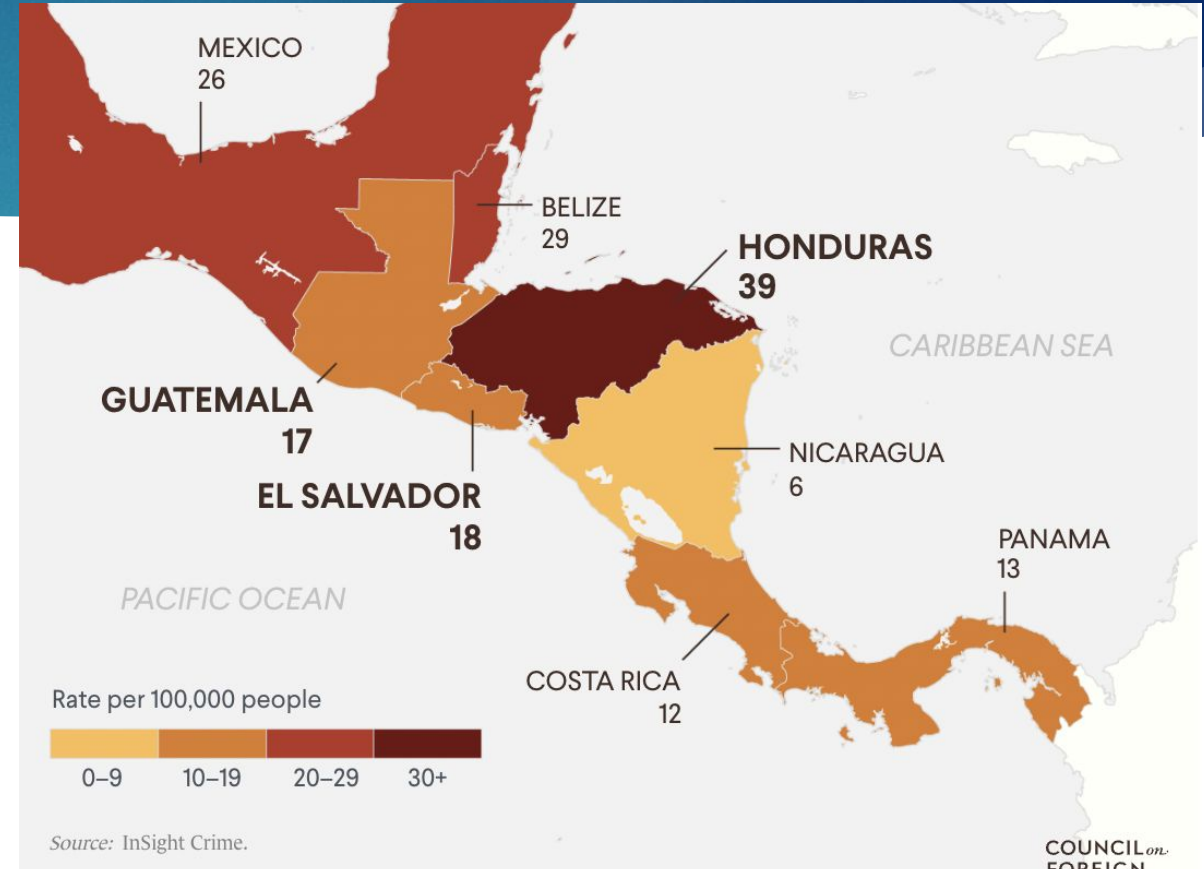 MEXICO
26
BELIZE
29
HONDURAS
39
CARIBBEAN SEA
GUATEMALA
17
NICARAGUA
6
EL SALVADOR
18
PANAMA
13
PACIFIC OCEAN
COSTA RICA
12
Rate per 100,000 people
0–9 10–19 20–29 30+
Source: InSight Crime.
COUNCIL on
FOREIGN